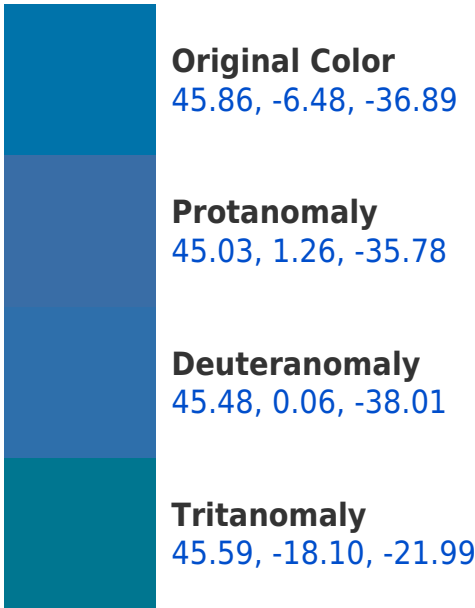 Original Color
45.86, -6.48, -36.89
Protanomaly
45.03, 1.26, -35.78
Deuteranomaly
45.48, 0.06, -38.01
Tritanomaly
45.59, -18.10, -21.99